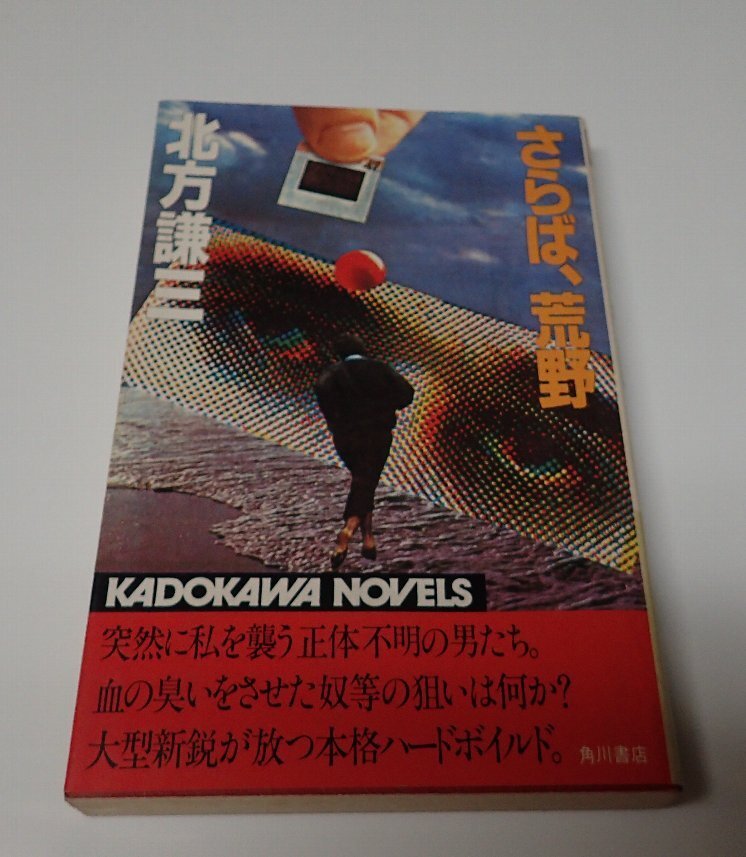 さらば、荒野
北方謙三
KADOKAWA NOVELS
突然に私を襲う正体不明の男たち。
血の臭いをさせた奴等の狙いは何か?
大型新鋭が放つ本格ハードボイルド。
角川書店